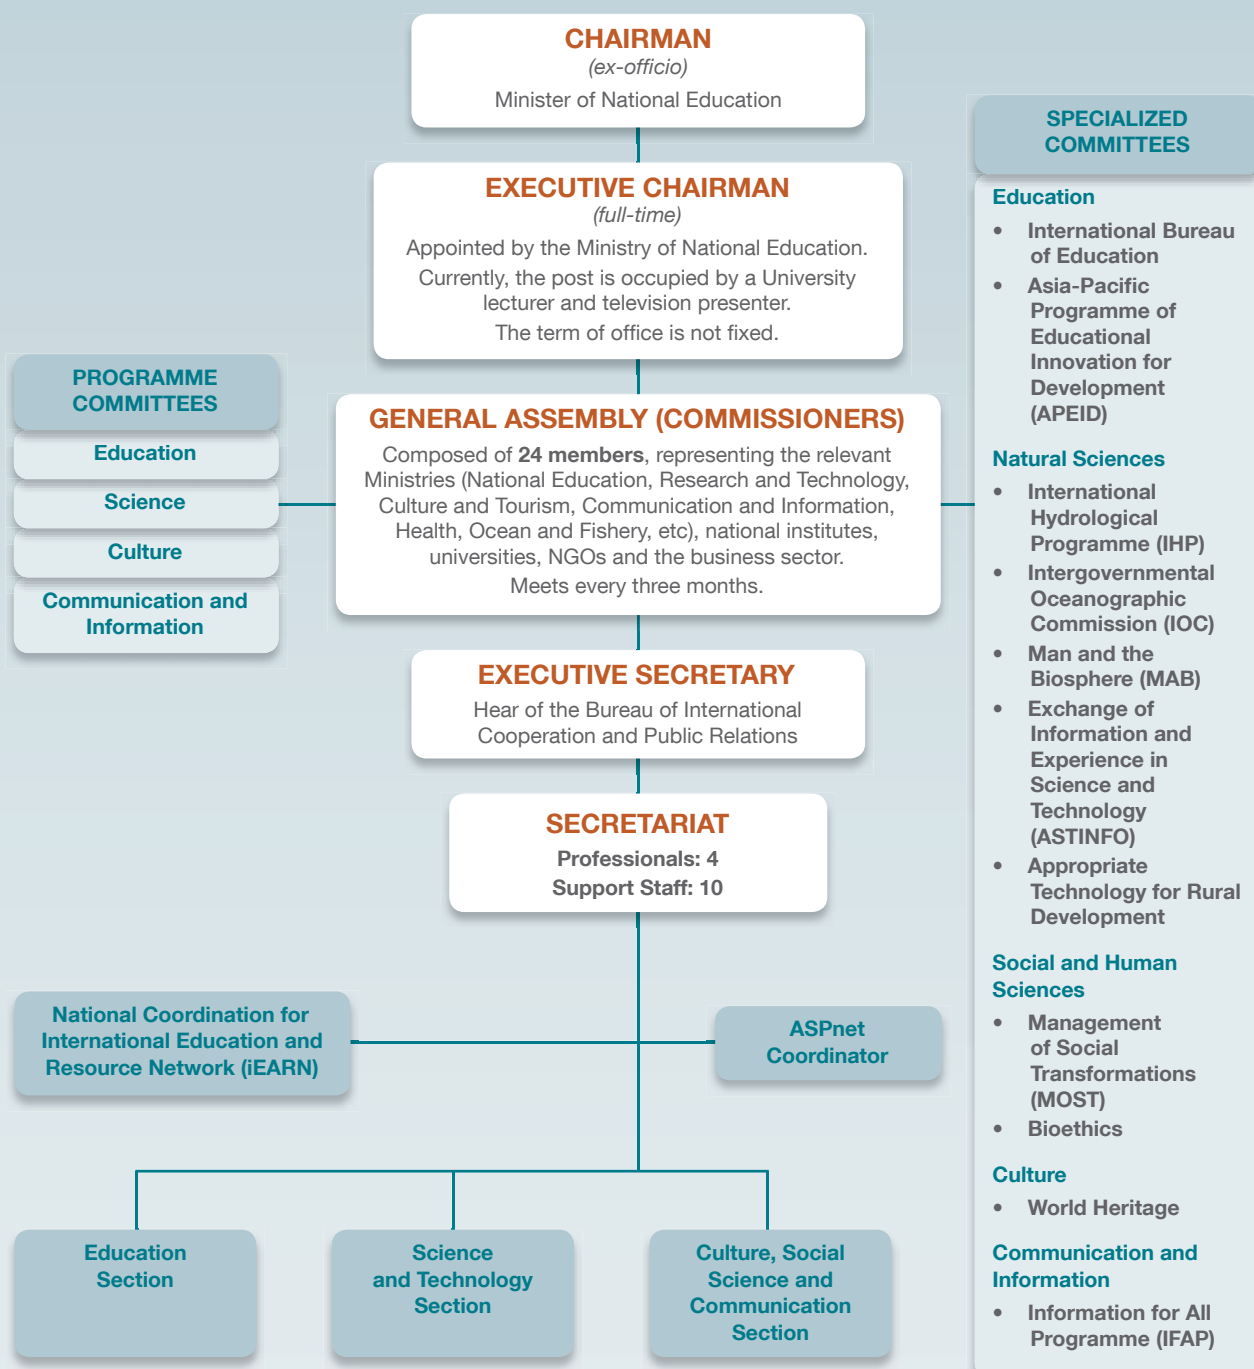 CHAIRMAN
(ex-officio)
Minister of National Education
EXECUTIVE CHAIRMAN
(full-time)
Appointed by the Ministry of National Education.
Currently, the post is occupied by a University
lecturer and television presenter.
The term of office is not fixed.
PROGRAMME
COMMITTEES
Education
Science
Culture
Communication and
Information
GENERAL ASSEMBLY (COMMISSIONERS)
Composed of 24 members, representing the relevant
Ministries (National Education, Research and Technology,
Culture and Tourism, Communication and Information,
Health, Ocean and Fishery, etc), national institutes,
universities, NGOs and the business sector.
Meets every three months.
EXECUTIVE SECRETARY
Hear of the Bureau of International
Cooperation and Public Relations
SECRETARIAT
Professionals: 4
Support Staff: 10
National Coordination for
International Education and
Resource Network (iEARN)
ASPnet
Coordinator
Education
Section
Science
and Technology
Section
Culture, Social
Science and
Communication
Section
SPECIALIZED
COMMITTEES
Education
• International Bureau
of Education
• Asia-Pacific
Programme of
Educational
Innovation for
Development
(APEID)
Natural Sciences
• International
Hydrological
Programme (IHP)
• Intergovernmental
Oceanographic
Commission (IOC)
• Man and the
Biosphere (MAB)
• Exchange of
Information and
Experience in
Science and
Technology
(ASTINFO)
• Appropriate
Technology for Rural
Development
Social and Human
Sciences
• Management
of Social
Transformations
(MOST)
• Bioethics
Culture
• World Heritage
Communication and
Information
• Information for All
Programme (IFAP)